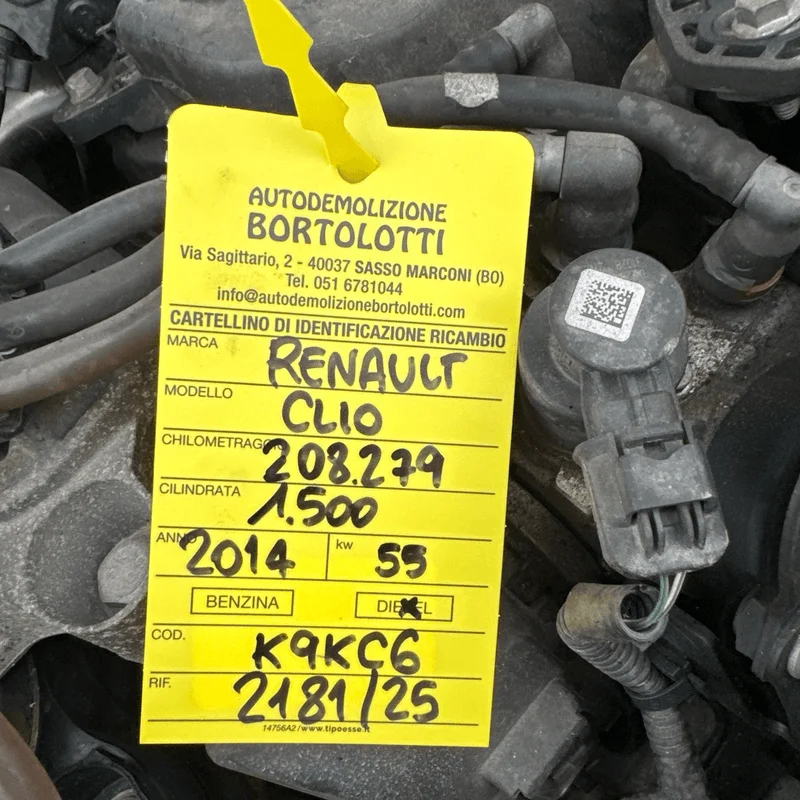 AUTODEMOLIZIONE
BORTOLOTTI
Via Sagittario, 2 - 40037 SASSO MARCONI (BO)
Tel. 051 6781044
info@autodemolizionebortolotti.com
CARTELLINO DI IDENTIFICAZIONE RICAMBIO
MARCA RENAULT
MODELLO CLIO
CHILOMETRAGGIO 208.279
CILINDRATA 1.500
ANNO 2014 kw 55
BENZINA DIESEL
COD. K9KC6
RIF. 2181/25
14756A2/www.tipoesse.it